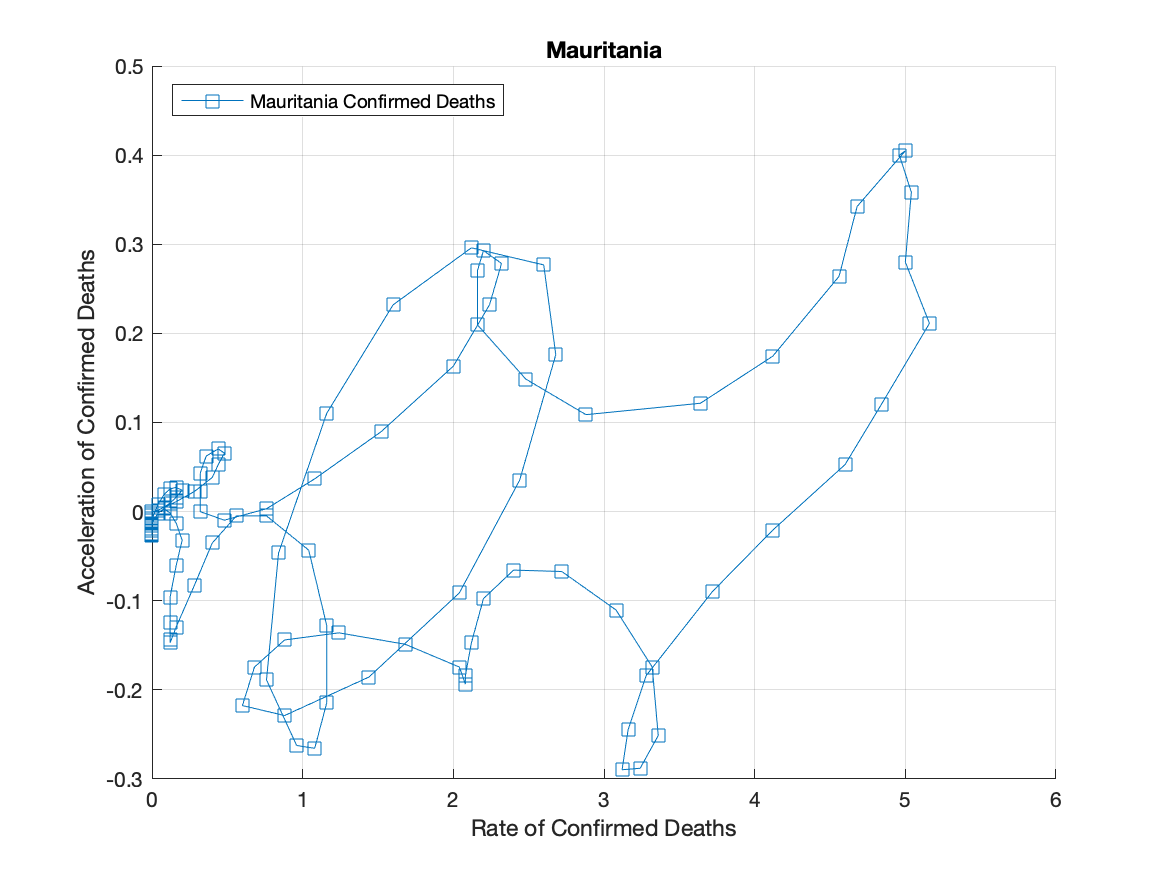 Mauritania
Mauritania Confirmed Deaths
0.5
0.4
0.3
0.2
0.1
0
-0.1
-0.2
-0.3
Acceleration of Confirmed Deaths
0 1 2 3 4 5 6
Rate of Confirmed Deaths